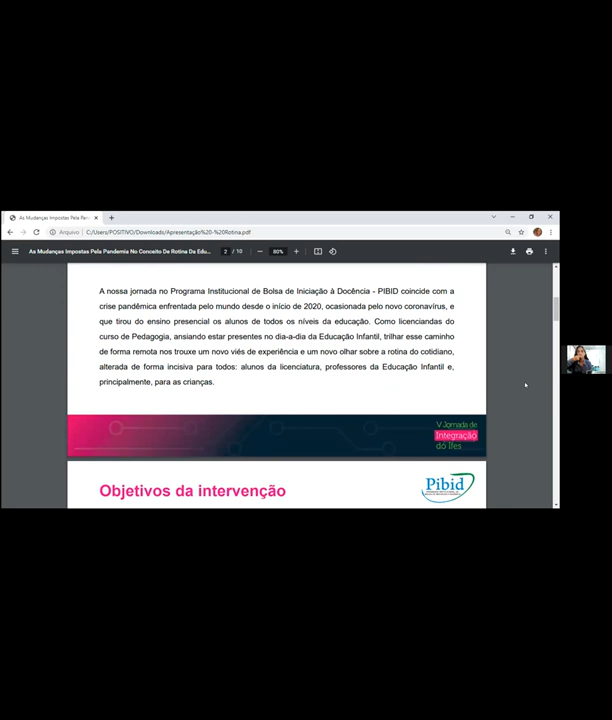 As Mudanças Impostas Pela Pan
Arquivo
C:/Users/POSITIVO/Downloads/Apresentação%20-%20Rotina.pdf
As Mudanças Impostas Pela Pandemia No Conceito De Rotina Da Edu...
2 / 10
80%
A nossa jornada no Programa Institucional de Bolsa de Iniciação à Docência - PIBID coincide com a
crise pandêmica enfrentada pelo mundo desde o início de 2020, ocasionada pelo novo coronavírus, e
que tirou do ensino presencial os alunos de todos os níveis da educação. Como licenciandas do
curso de Pedagogia, ansiando estar presentes no dia-a-dia da Educação Infantil, trilhar esse caminho
de forma remota nos trouxe um novo viés de experiência e um novo olhar sobre a rotina do cotidiano,
alterada de forma incisiva para todos: alunos da licenciatura, professores da Educação Infantil e,
principalmente, para as crianças.
V Jornada de
Integração
do Ifes
Objetivos da intervenção
Pibid